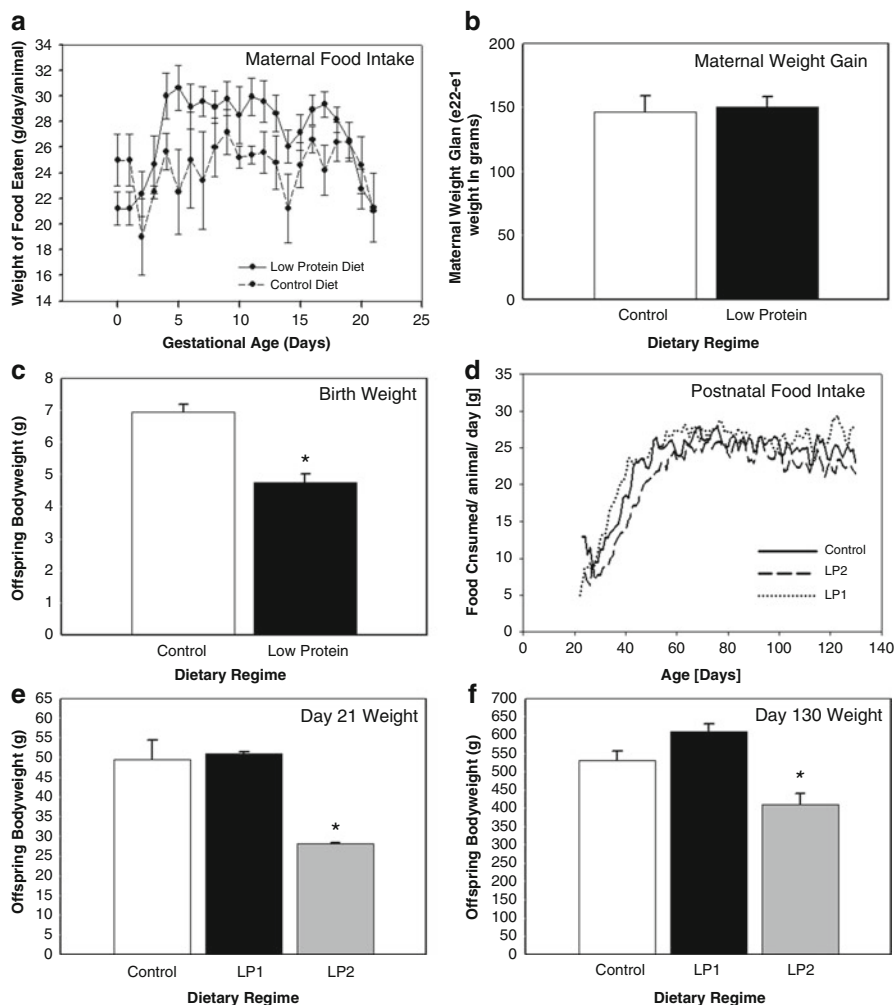 a
Maternal Food Intake
Weight of Food Eaten (g/day/animal)
34
32
30
28
26
24
22
20
18
16
14
Low Protein Diet
Control Diet
0 5 10 15 20 25
Gestational Age (Days)
b
Maternal Weight Gain
Maternal Weight GIan (e22-e1
weight In grams)
200
150
100
50
0
Control Low Protein
Dietary Regime
c
Birth Weight
Offspring Bodyweight (g)
8
7
6
5
4
3
2
1
0
*
Control Low Protein
Dietary Regime
d
Postnatal Food Intake
Food Cnsumed/ animal/ day [g]
35
30
25
20
15
10
5
0
Control
LP2
LP1
0 20 40 60 80 100 120 140
Age [Days]
e
Day 21 Weight
Offspring Bodyweight (g)
65
60
55
50
45
40
35
30
25
20
15
10
5
0
*
Control LP1 LP2
Dietary Regime
f
Day 130 Weight
Offspring Bodyweight (g)
700
650
600
550
500
450
400
350
300
250
200
150
100
50
0
*
Control LP1 LP2
Dietary Regime